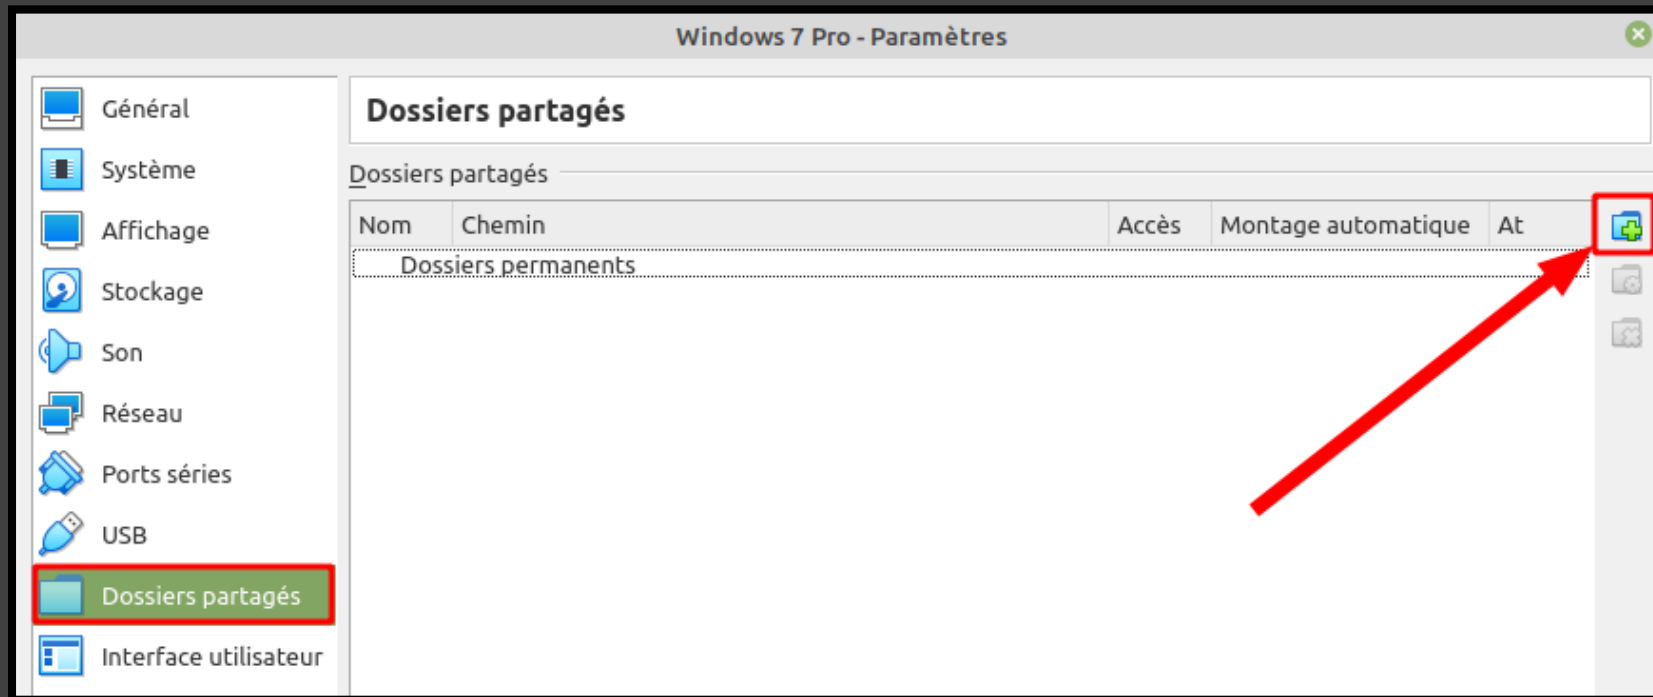 Windows 7 Pro - Paramètres
Général
Système
Affichage
Stockage
Son
Réseau
Ports séries
USB
Dossiers partagés
Interface utilisateur
Dossiers partagés
Dossiers partagés
Nom Chemin Accès Montage automatique At
Dossiers permanents